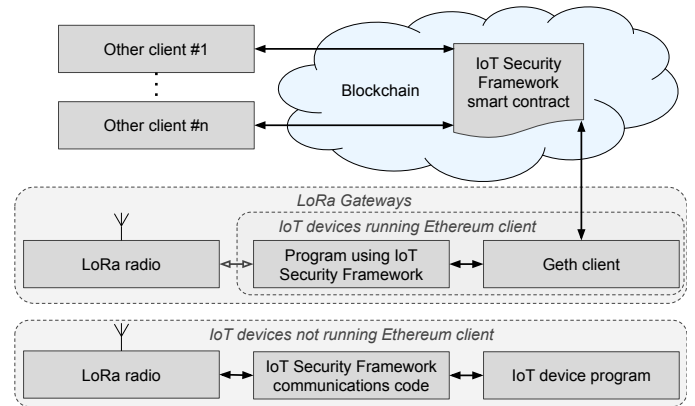 Other client #1
Other client #n
Blockchain
IoT Security
Framework
smart contract
LoRa Gateways
IoT devices running Ethereum client
LoRa radio
Program using IoT
Security Framework
Geth client
IoT devices not running Ethereum client
LoRa radio
IoT Security Framework
communications code
IoT device program